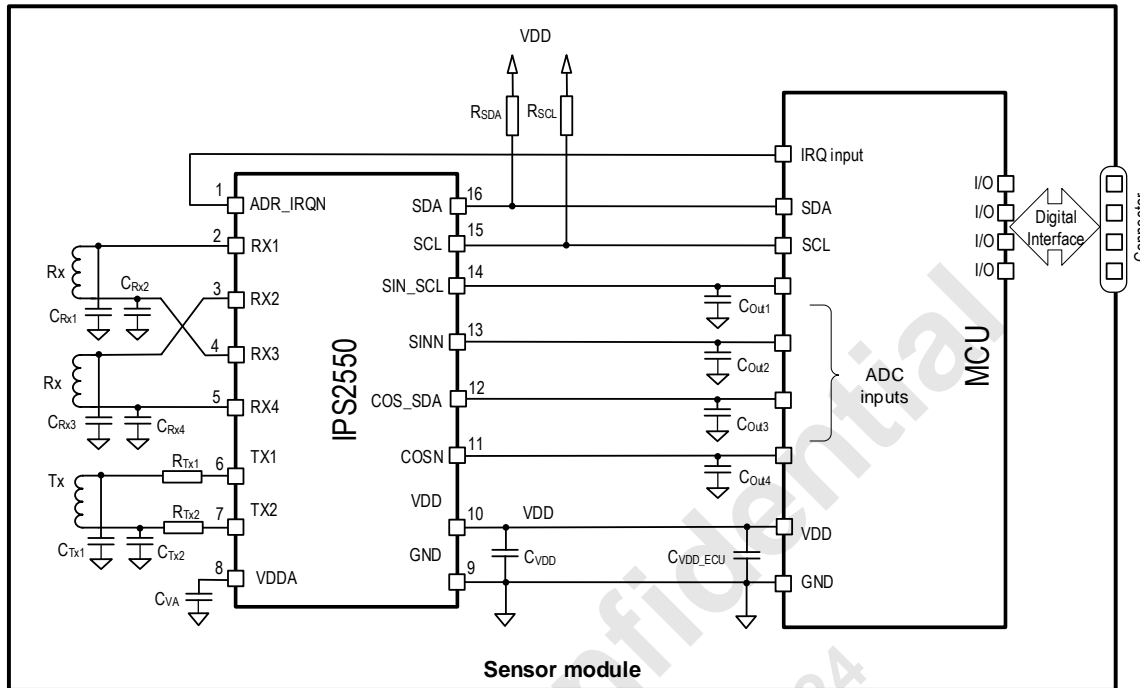 VDD
RSDA
RSCL
IRQ input
1
ADR_IRQN
SDA
16
SDA
I/O
I/O
I/O
I/O
Digital
Interface
Connector
2
RX1
SCL
15
SCL
Rx
CRx1
CRx2
3
RX2
SIN_SCL
14
COut1
4
RX3
SINN
13
COut2
ADC
inputs
MCU
Rx
CRx3
CRx4
5
RX4
COS_SDA
12
COut3
IPS2550
TX1
6
RTx1
COSN
11
COut4
Tx
CTx1
CTx2
RTx2
7
TX2
VDD
10
VDD
CVDD
CVDD_ECU
VDD
8
VDDA
CVA
GND
9
GND
Sensor module
Confidential